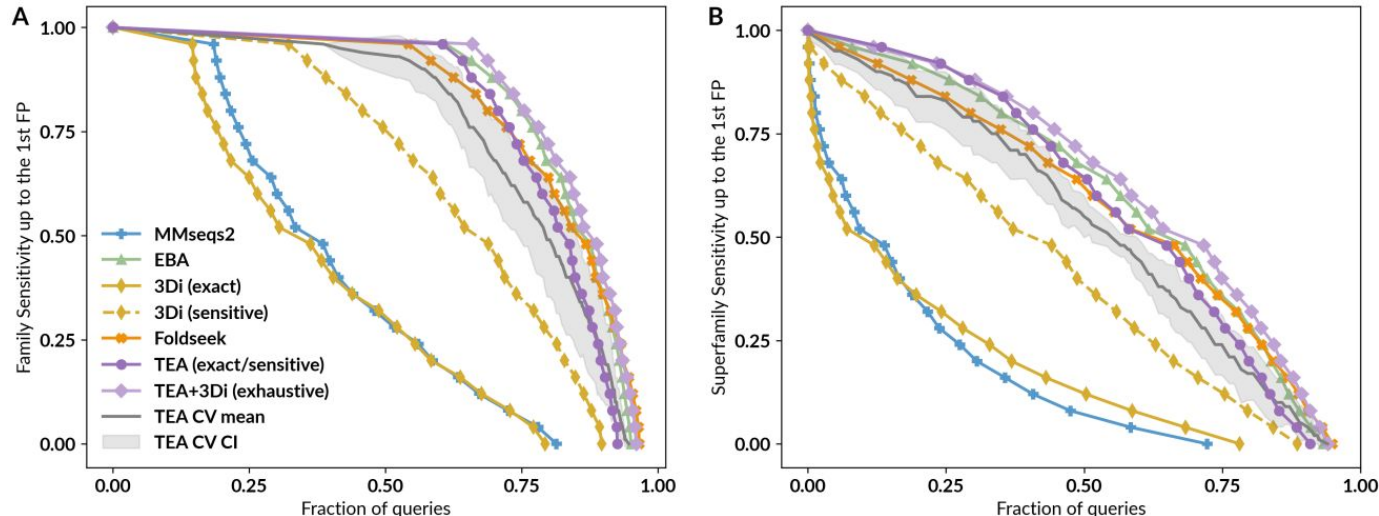 A
Family Sensitivity up to the 1st FP
1.00
0.75
0.50
0.25
0.00
MMseqs2
EBA
3Di (exact)
3Di (sensitive)
Foldseek
TEA (exact/sensitive)
TEA+3Di (exhaustive)
TEA CV mean
TEA CV CI
0.00 0.25 0.50 0.75 1.00
Fraction of queries
B
Superfamily Sensitivity up to the 1st FP
1.00
0.75
0.50
0.25
0.00
0.00 0.25 0.50 0.75 1.00
Fraction of queries